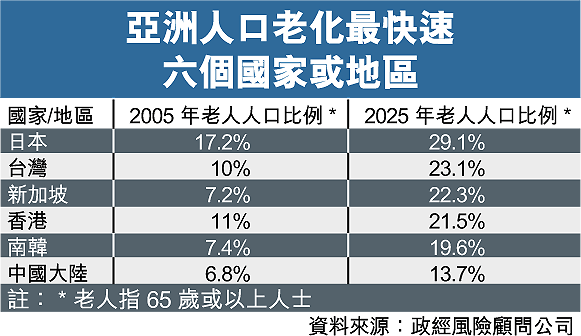 亞洲人口老化最快速
六個國家或地區
國家/地區 2005 年老人人口比例 * 2025 年老人人口比例 *
日本 17.2% 29.1%
台灣 10% 23.1%
新加坡 7.2% 22.3%
香港 11% 21.5%
南韓 7.4% 19.6%
中國大陸 6.8% 13.7%
註： * 老人指 65 歲或以上人士
資料來源：政經風險顧問公司